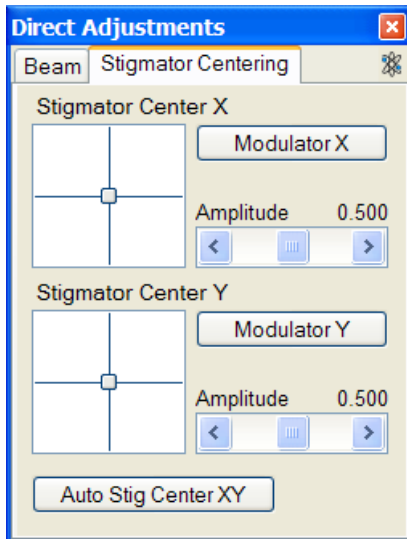 Direct Adjustments
Beam Stigmator Centering
Stigmator Center X
Modulator X
Amplitude 0.500
Stigmator Center Y
Modulator Y
Amplitude 0.500
Auto Stig Center XY